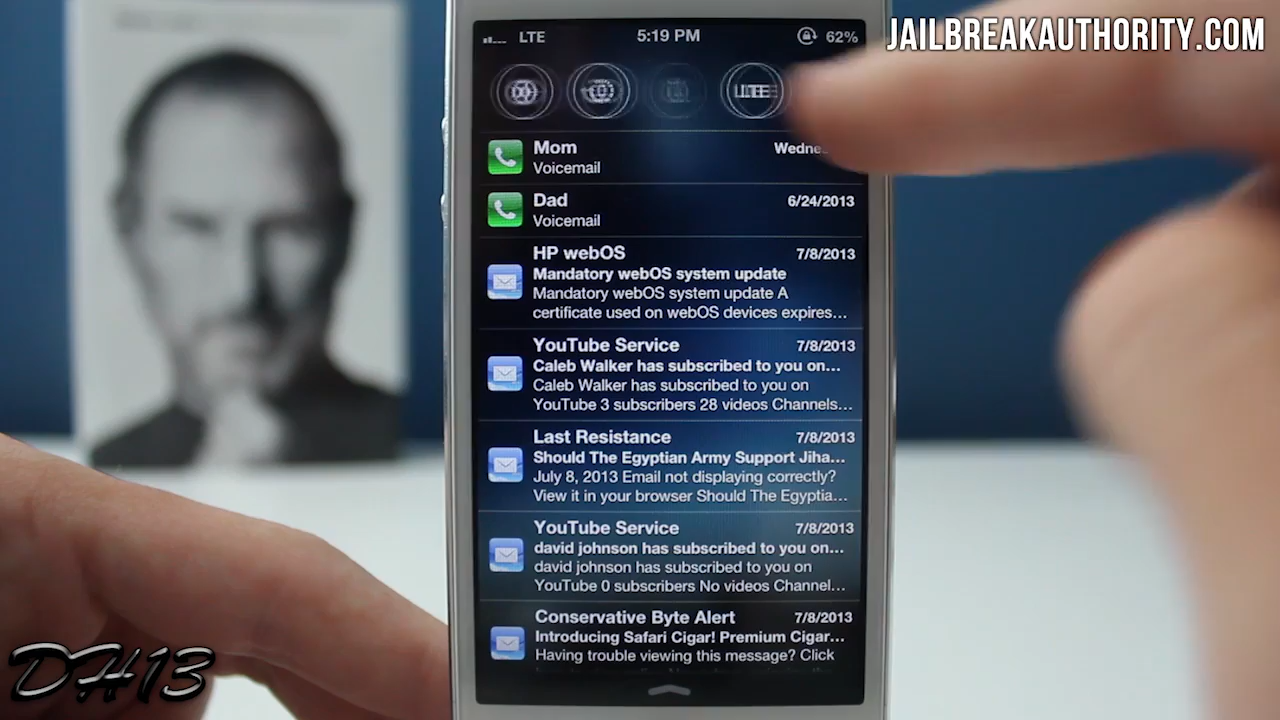 JAILBREAKAUTHORITY.COM
LTE 5:19 PM 62%
LTE
Mom
Voicemail
Dad 6/24/2013
Voicemail
HP webOS 7/8/2013
Mandatory webOS system update
Mandatory webOS system update A
certificate used on webOS devices expires...
YouTube Service 7/8/2013
Caleb Walker has subscribed to you on...
Caleb Walker has subscribed to you on
YouTube 3 subscribers 28 videos Channels...
Last Resistance 7/8/2013
Should The Egyptian Army Support Jiha...
July 8, 2013 Email not displaying correctly?
View it in your browser Should The Egyptia...
YouTube Service 7/8/2013
david johnson has subscribed to you on...
david johnson has subscribed to you on
YouTube 0 subscribers No videos Channel...
Conservative Byte Alert 7/8/2013
Introducing Safari Cigar! Premium Cigar...
Having trouble viewing this message? Click
DH13